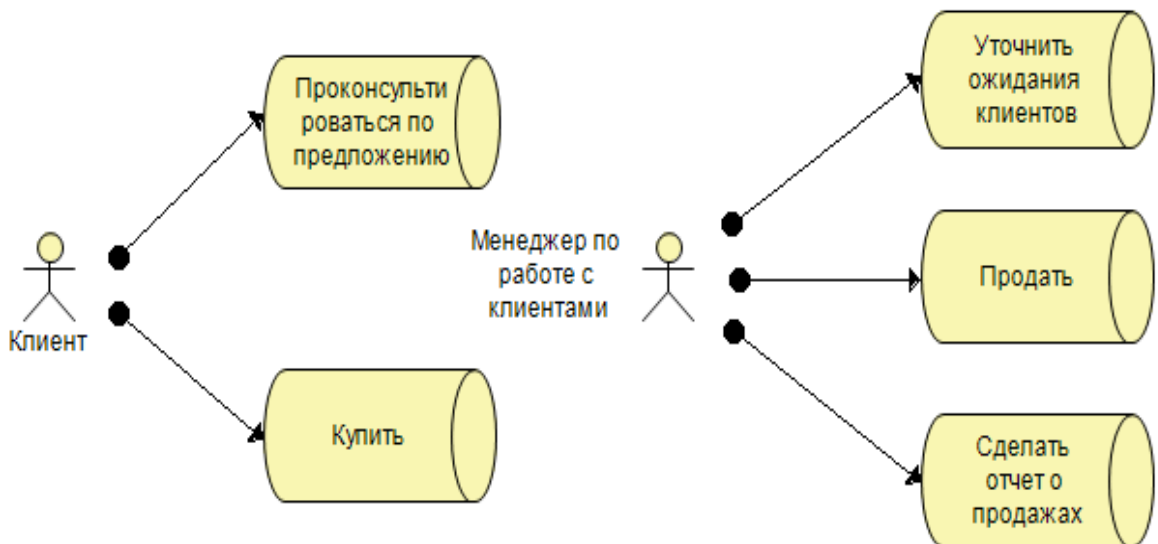 Проконсульти
роваться по
предложению
Клиент
Купить
Менеджер по
работе с
клиентами
Уточнить
ожидания
клиентов
Продать
Сделать
отчет о
продажах